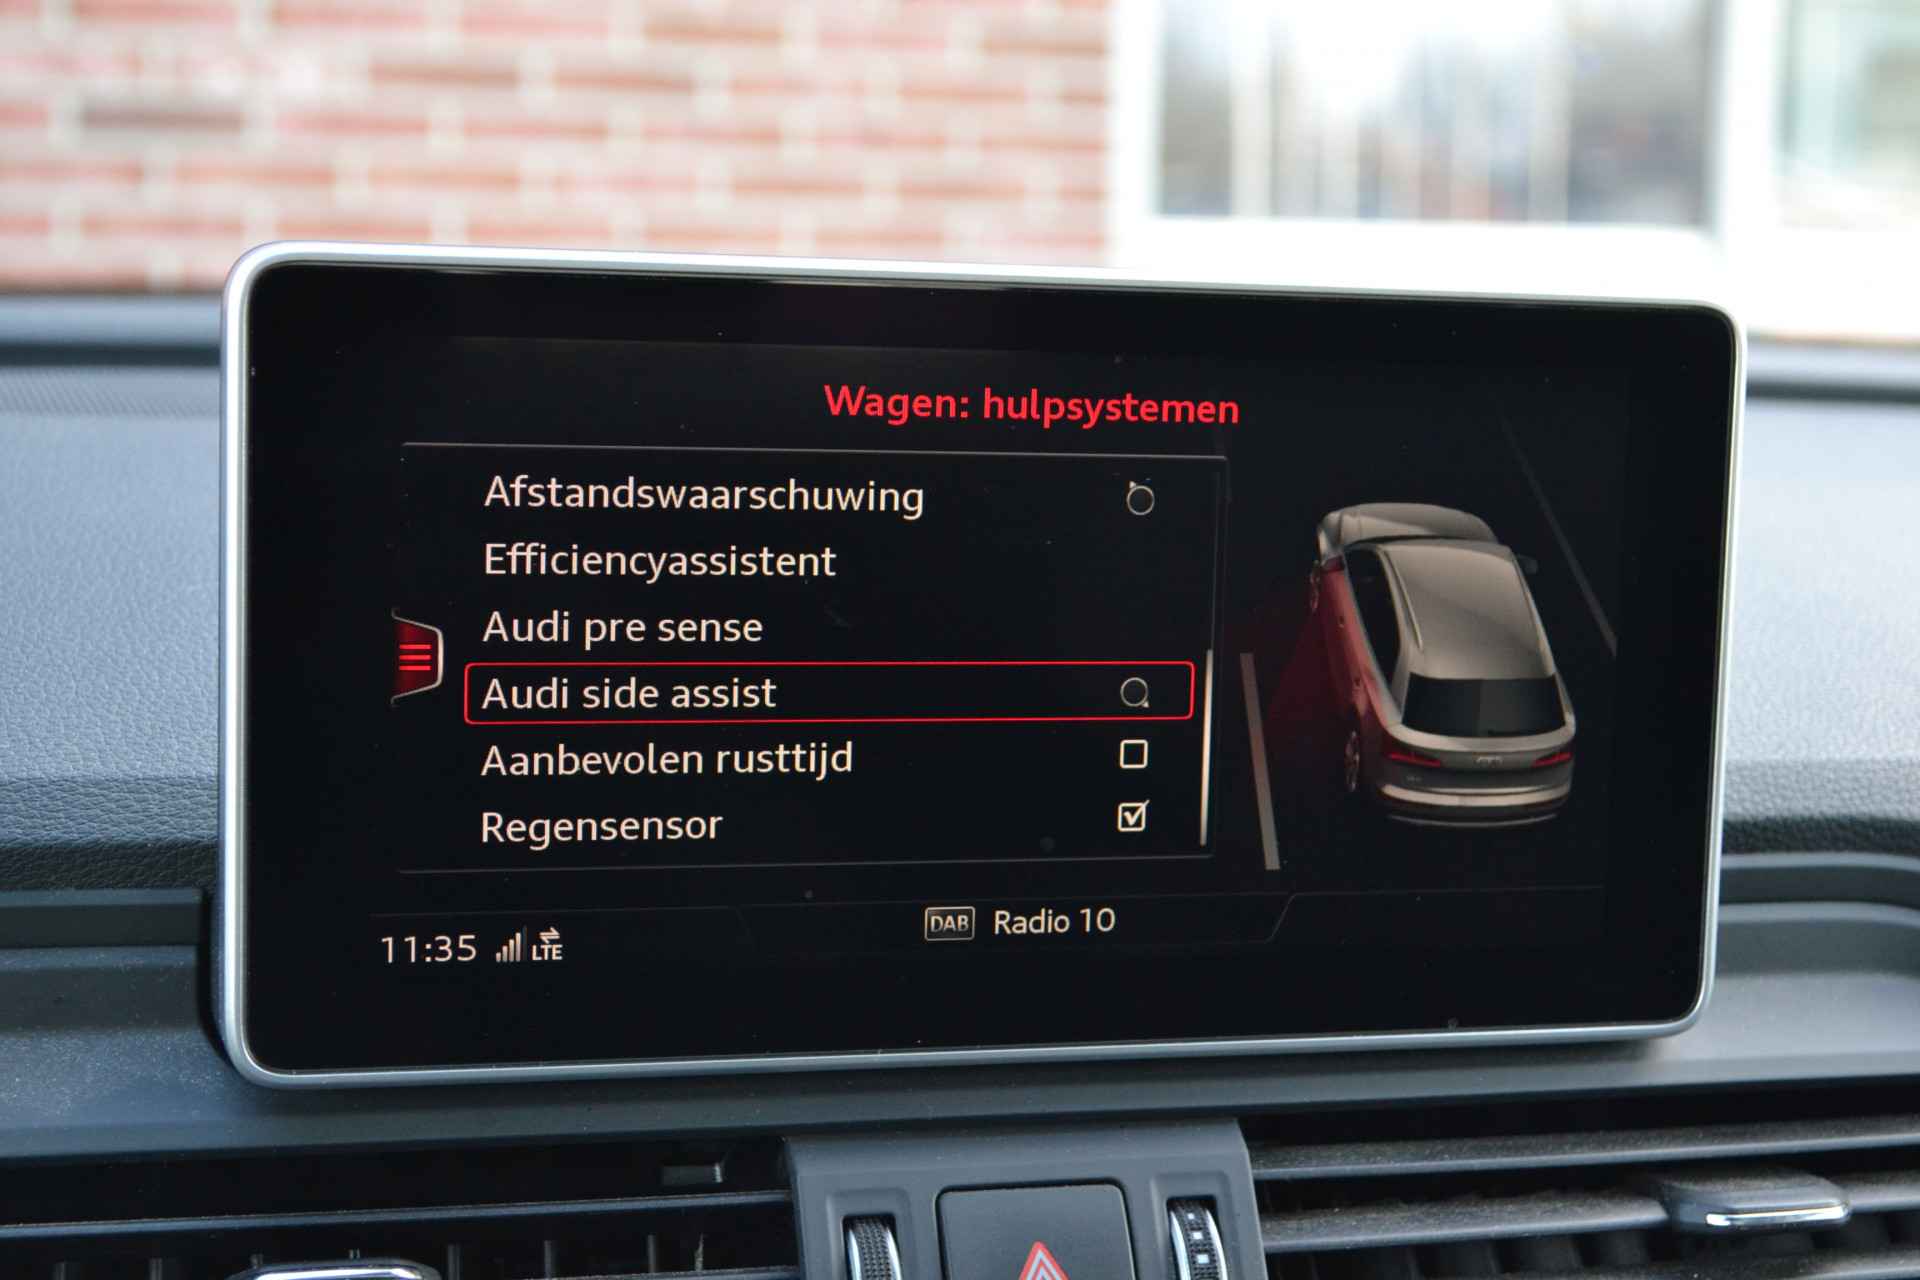 Wagen: hulpsystemen
Afstandswaarschuwing
Efficiencyassistent
Audi pre sense
Audi side assist
Aanbevolen rusttijd
Regensensor
DAB Radio 10
11:35 LTE